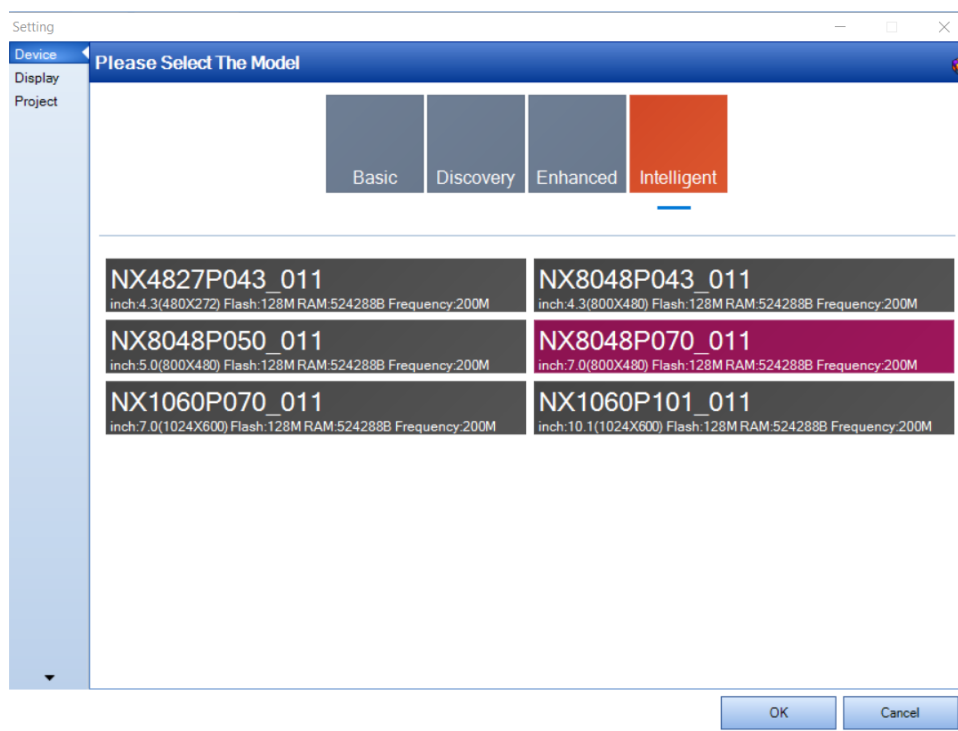 Setting
Device
Display
Project
Please Select The Model
Basic
Discovery
Enhanced
Intelligent
NX4827P043_011
inch:4.3(480X272) Flash:128M RAM:524288B Frequency:200M
NX8048P043_011
inch:4.3(800X480) Flash:128M RAM:524288B Frequency:200M
NX8048P050_011
inch:5.0(800X480) Flash:128M RAM:524288B Frequency:200M
NX8048P070_011
inch:7.0(800X480) Flash:128M RAM:524288B Frequency:200M
NX1060P070_011
inch:7.0(1024X600) Flash:128M RAM:524288B Frequency:200M
NX1060P101_011
inch:10.1(1024X600) Flash:128M RAM:524288B Frequency:200M
OK
Cancel